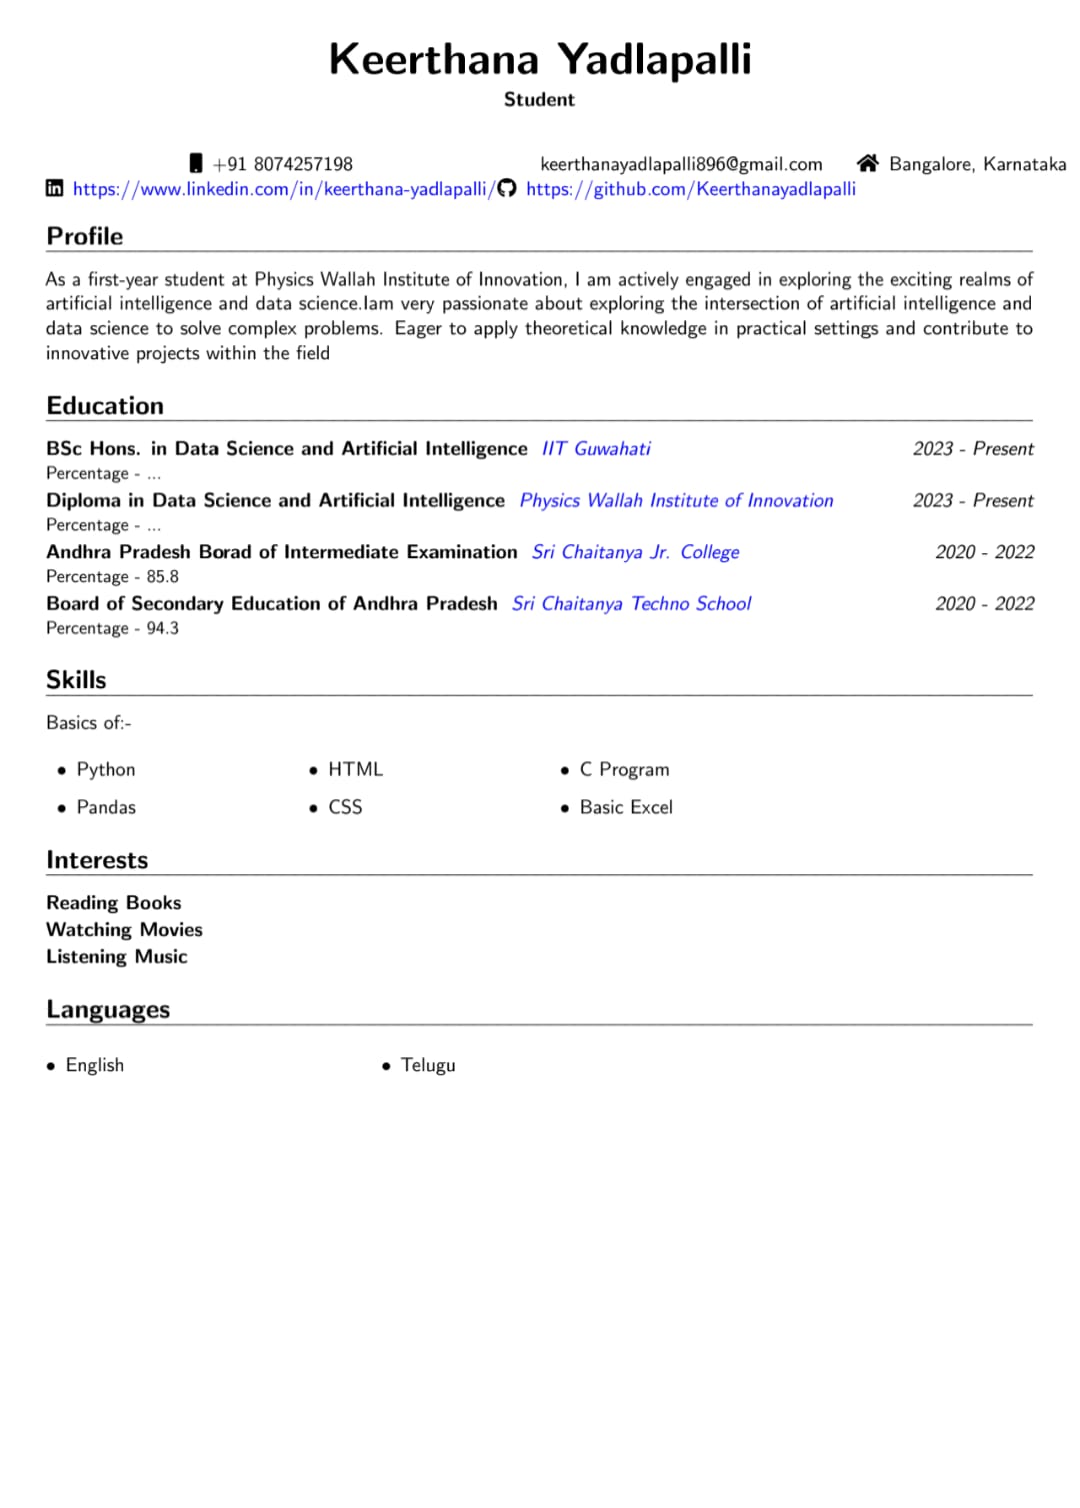 Keerthana Yadlapalli
Student
+91 8074257198 keerthanayadlapalli896@gmail.com Bangalore, Karnataka
https://www.linkedin.com/in/keerthana-yadlapalli/ https://github.com/Keerthanayadlapalli
Profile
As a first-year student at Physics Wallah Institute of Innovation, I am actively engaged in exploring the exciting realms of
artificial intelligence and data science.Iam very passionate about exploring the intersection of artificial intelligence and
data science to solve complex problems. Eager to apply theoretical knowledge in practical settings and contribute to
innovative projects within the field
Education
BSc Hons. in Data Science and Artificial Intelligence IIT Guwahati 2023 - Present
Percentage - ...
Diploma in Data Science and Artificial Intelligence Physics Wallah Institute of Innovation 2023 - Present
Percentage - ...
Andhra Pradesh Borad of Intermediate Examination Sri Chaitanya Jr. College 2020 - 2022
Percentage - 85.8
Board of Secondary Education of Andhra Pradesh Sri Chaitanya Techno School 2020 - 2022
Percentage - 94.3
Skills
Basics of:-
• Python • HTML • C Program
• Pandas • CSS • Basic Excel
Interests
Reading Books
Watching Movies
Listening Music
Languages
• English • Telugu